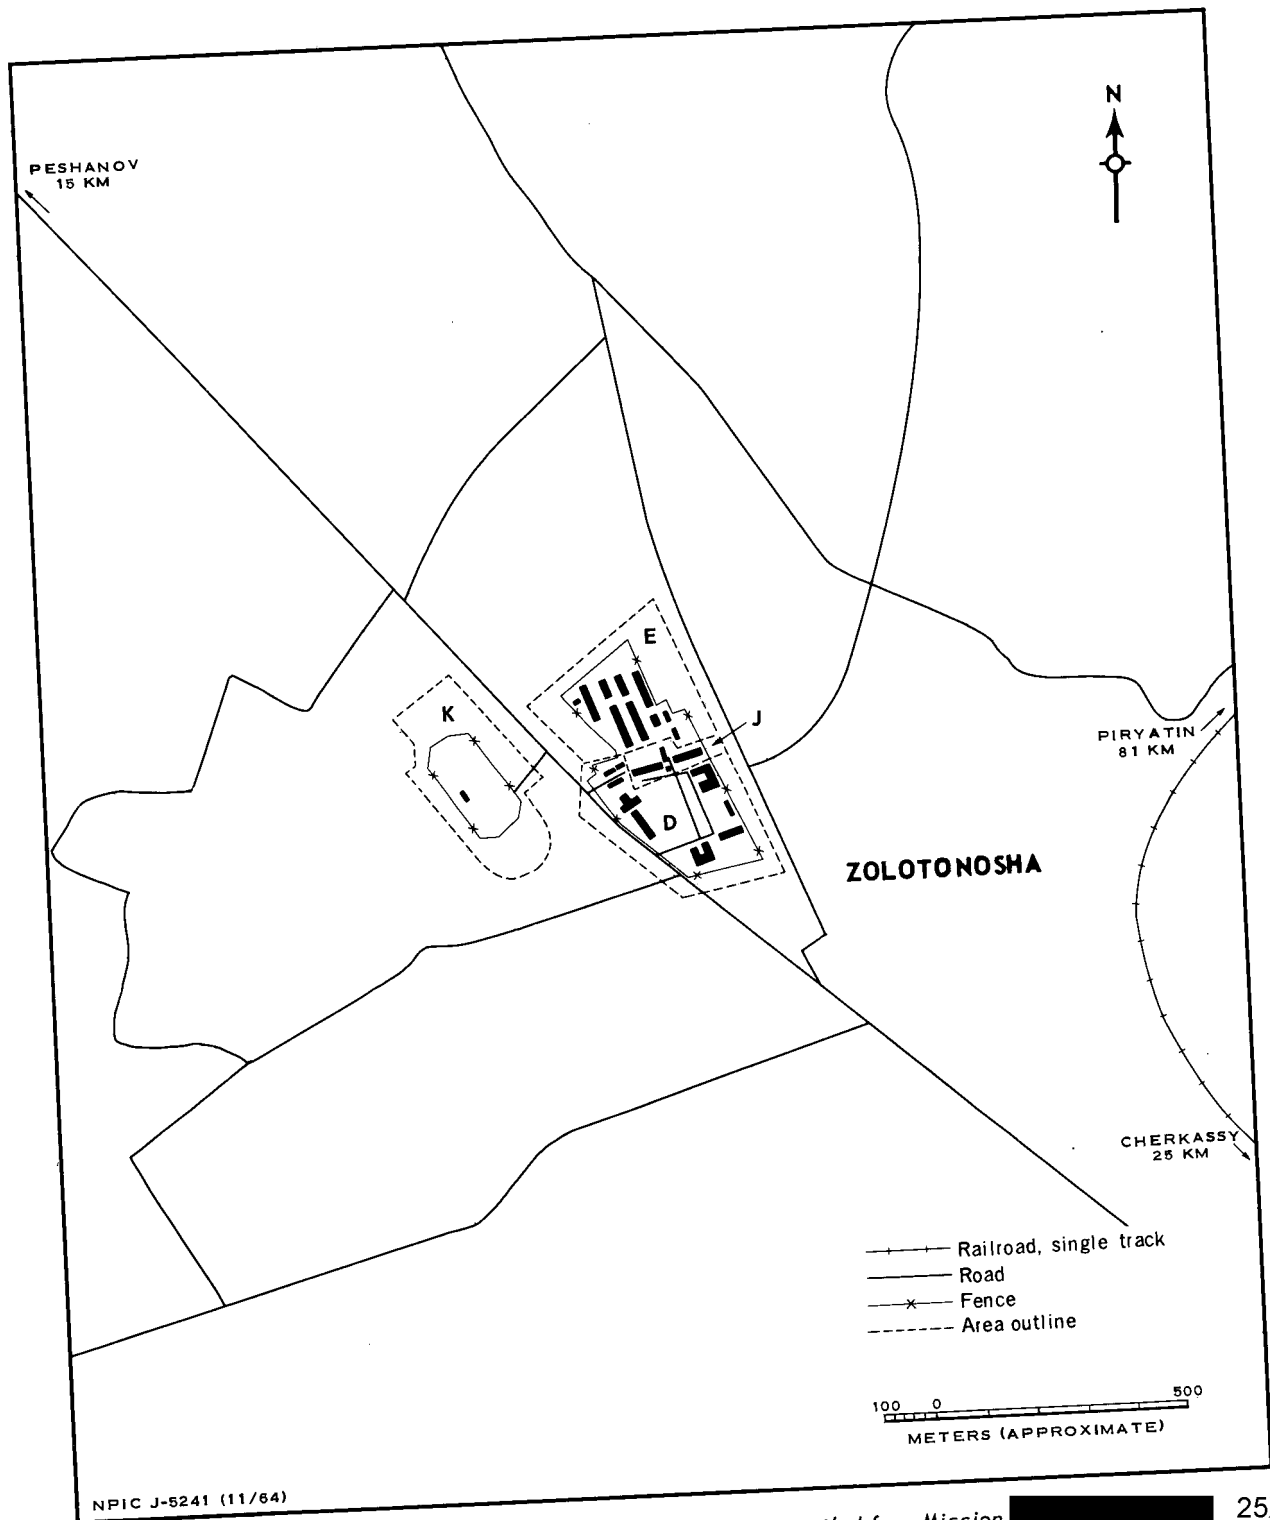 N
PESHANOV
15 KM
E
K
J
PIRYATIN
81 KM
D
ZOLOTONOSHA
CHERKASSY
25 KM
Railroad, single track
Road
Fence
Area outline
100 0 500
METERS (APPROXIMATE)
NPIC J-5241 (11/64)
from Mission
25